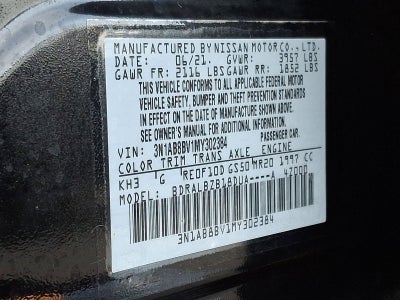 MANUFACTURED BY NISSAN MOTOR CO., LTD.
DATE: 06/21. GVWR: 3957 LBS
GAWR FR: 2116 LBS GAWR RR: 1852 LBS
THIS VEHICLE CONFORMS TO ALL APPLICABLE FEDERAL MOTOR
VEHICLE SAFETY, BUMPER AND THEFT PREVENTION STANDARDS
IN EFFECT ON THE DATE OF MANUFACTURE SHOWN ABOVE.
SEE OWNER'S MANUAL FOR ADDITIONAL INFORMATION.
VIN: 3N1AB8BV1MY302384 PASSENGER CAR
COLOR TRIM TRANS AXLE ENGINE
KH3 G RE0F10D GS50 MR20 1997 CC
MODEL: BDRALBZB18DUA----A 47000
3N1AB8BV1MY302384